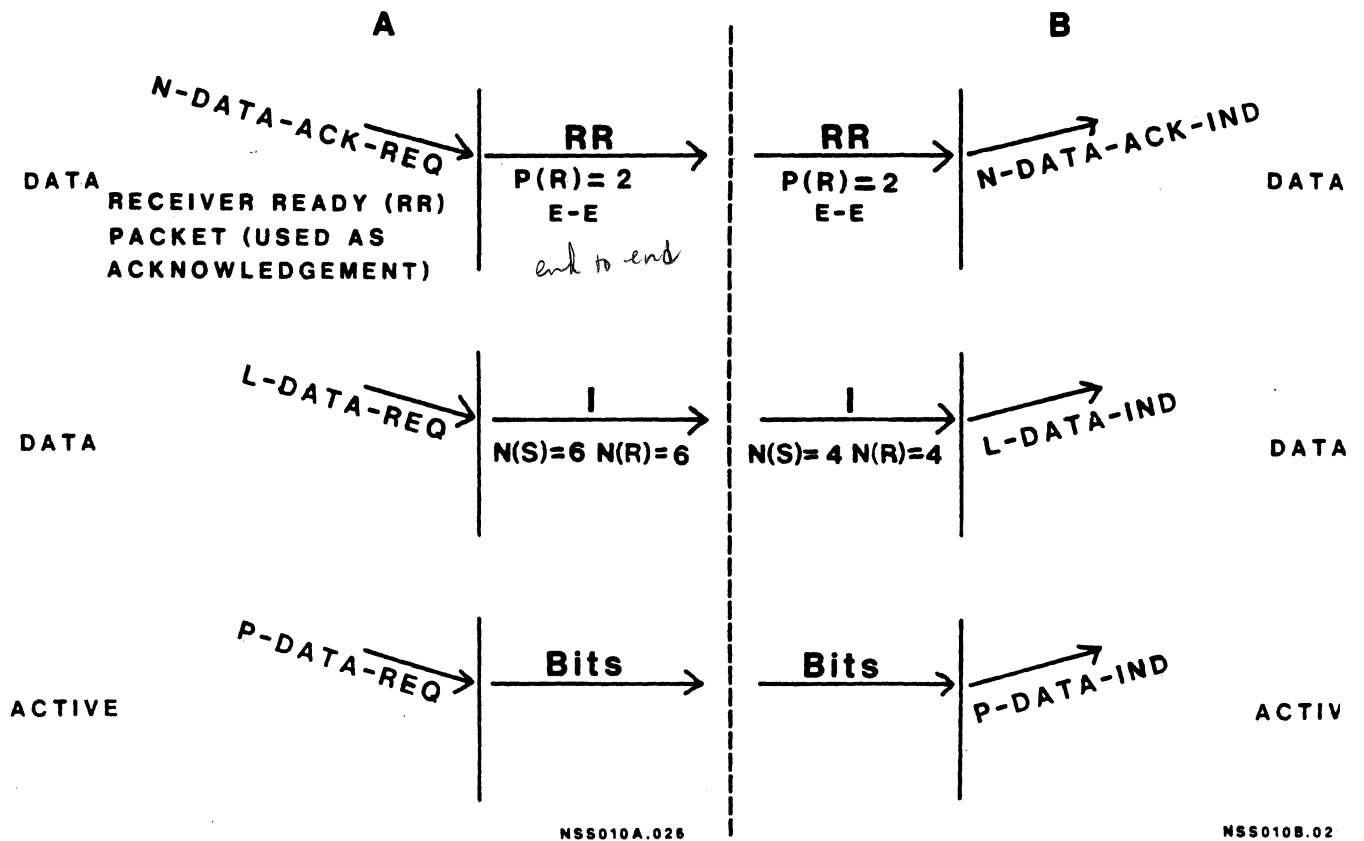 A B
N-DATA-ACK-REQ RR RR N-DATA-ACK-IND
DATA P(R)=2 P(R)=2 DATA
RECEIVER READY (RR) E-E E-E
PACKET (USED AS
ACKNOWLEDGEMENT) end to end
L-DATA-REQ I I L-DATA-IND
DATA N(S)=6 N(R)=6 N(S)=4 N(R)=4 DATA
P-DATA-REQ Bits Bits P-DATA-IND
ACTIVE ACTIV
NSS010A.026 NSS010B.02